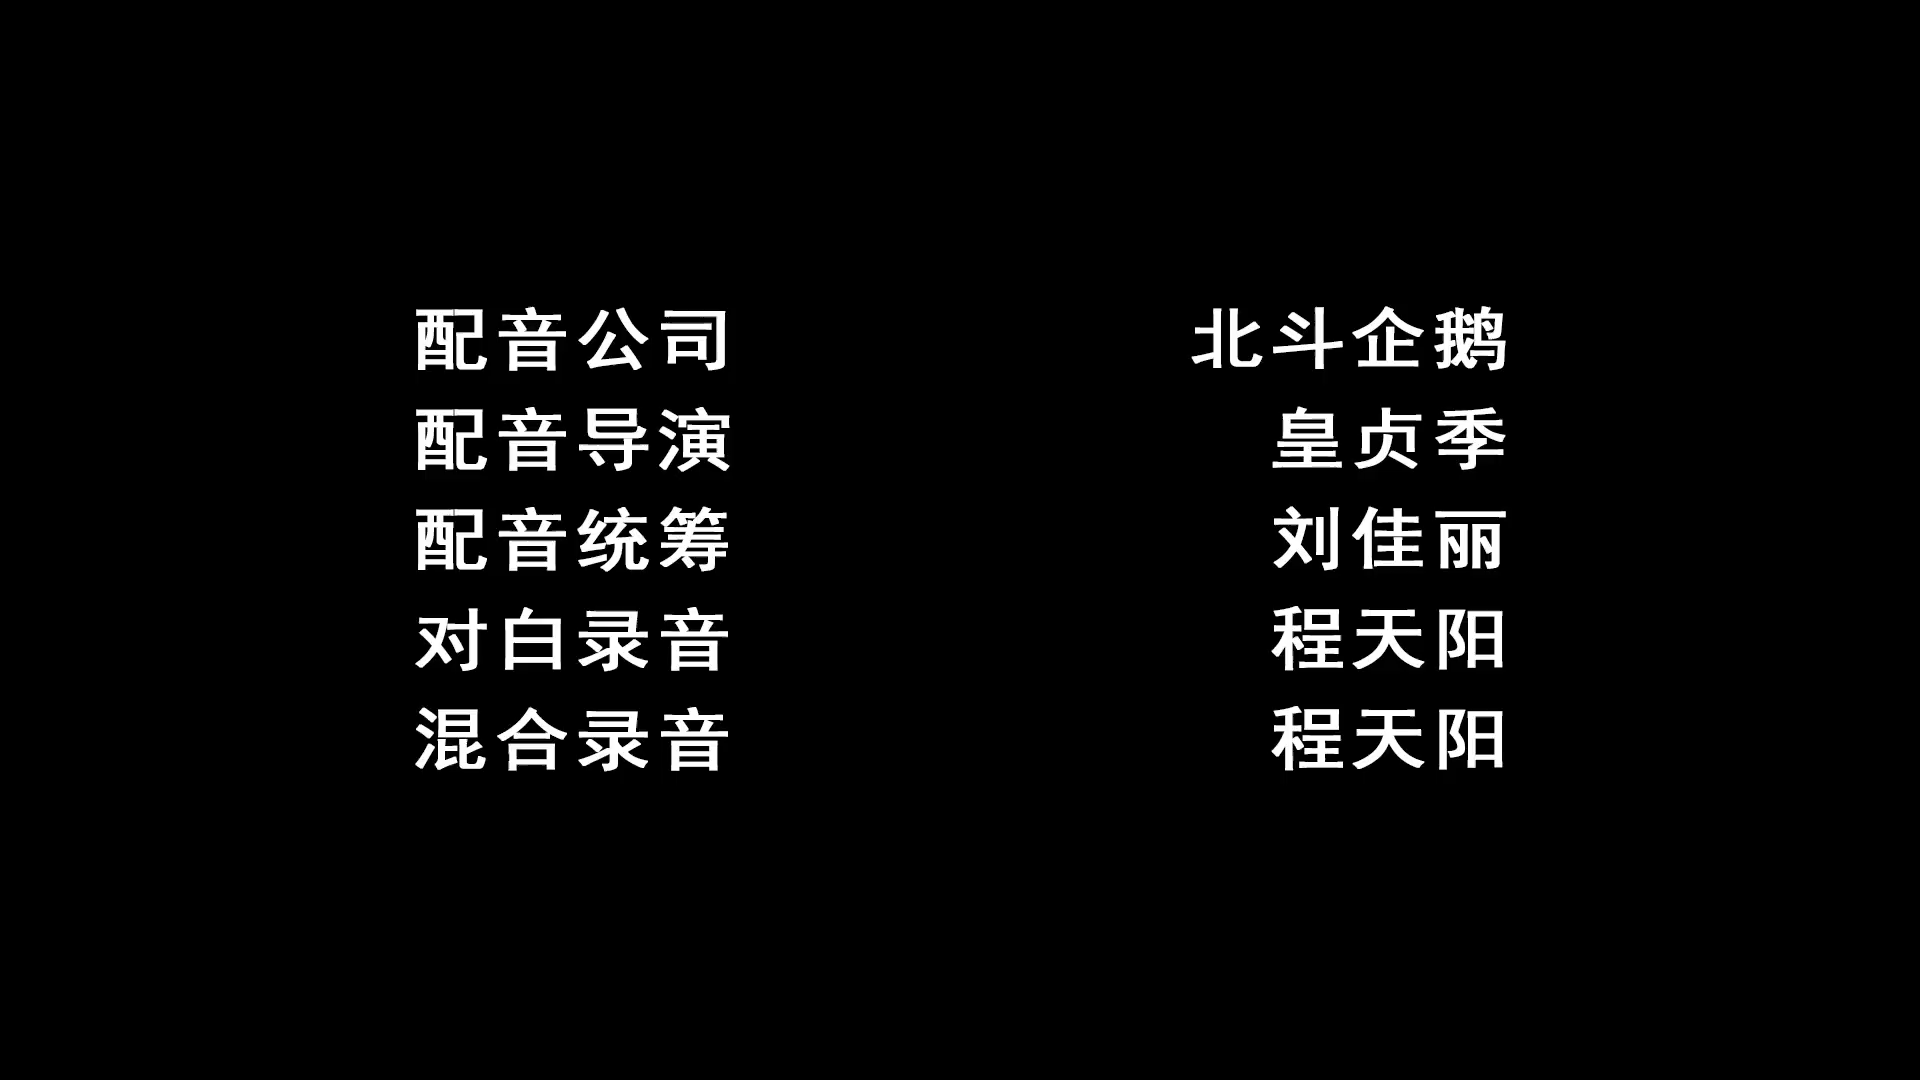 配音公司 北斗企鹅
配音导演 皇贞季
配音统筹 刘佳丽
对白录音 程天阳
混合录音 程天阳